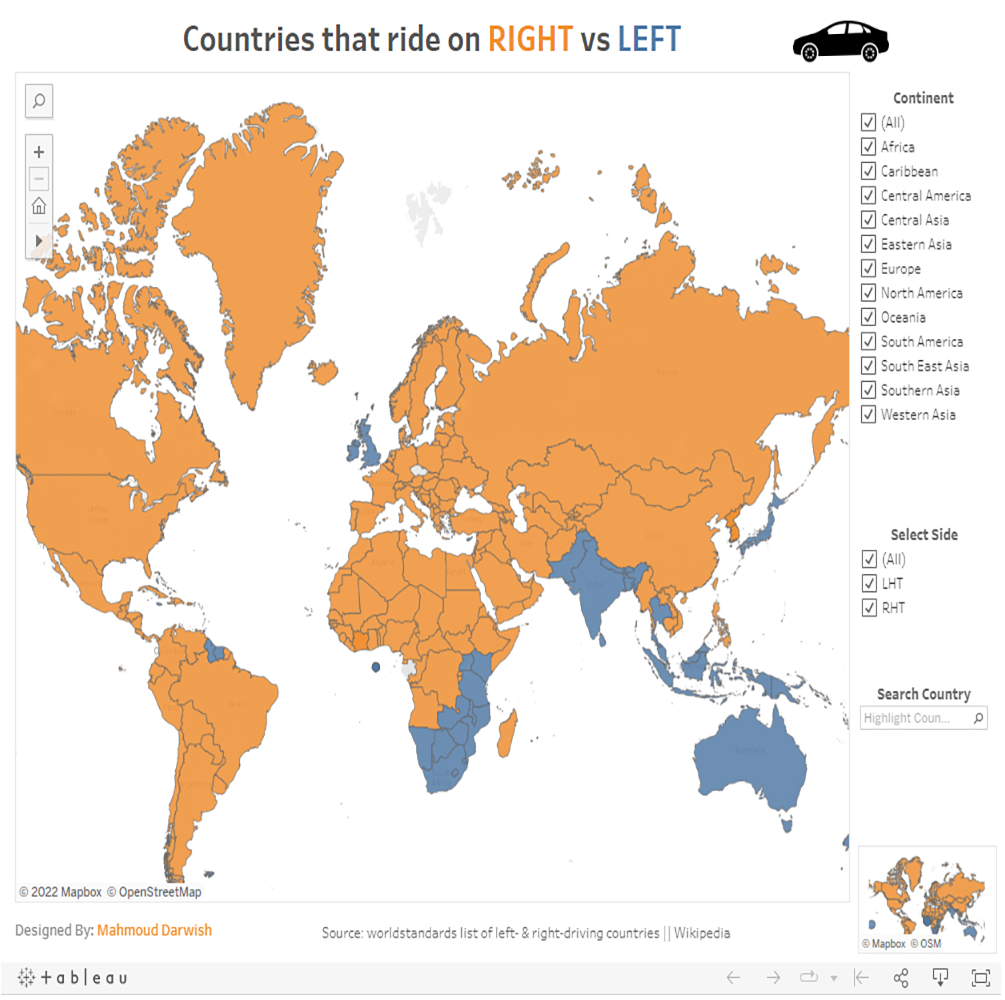 Countries that ride on RIGHT vs LEFT
Continent
(All)
Africa
Caribbean
Central America
Central Asia
Eastern Asia
Europe
North America
Oceania
South America
South East Asia
Southern Asia
Western Asia
Select Side
(All)
LHT
RHT
Search Country
Highlight Coun...
© 2022 Mapbox © OpenStreetMap
© Mapbox © OSM
Designed By: Mahmoud Darwish
Source: worldstandards list of left- & right-driving countries || Wikipedia
+ableau